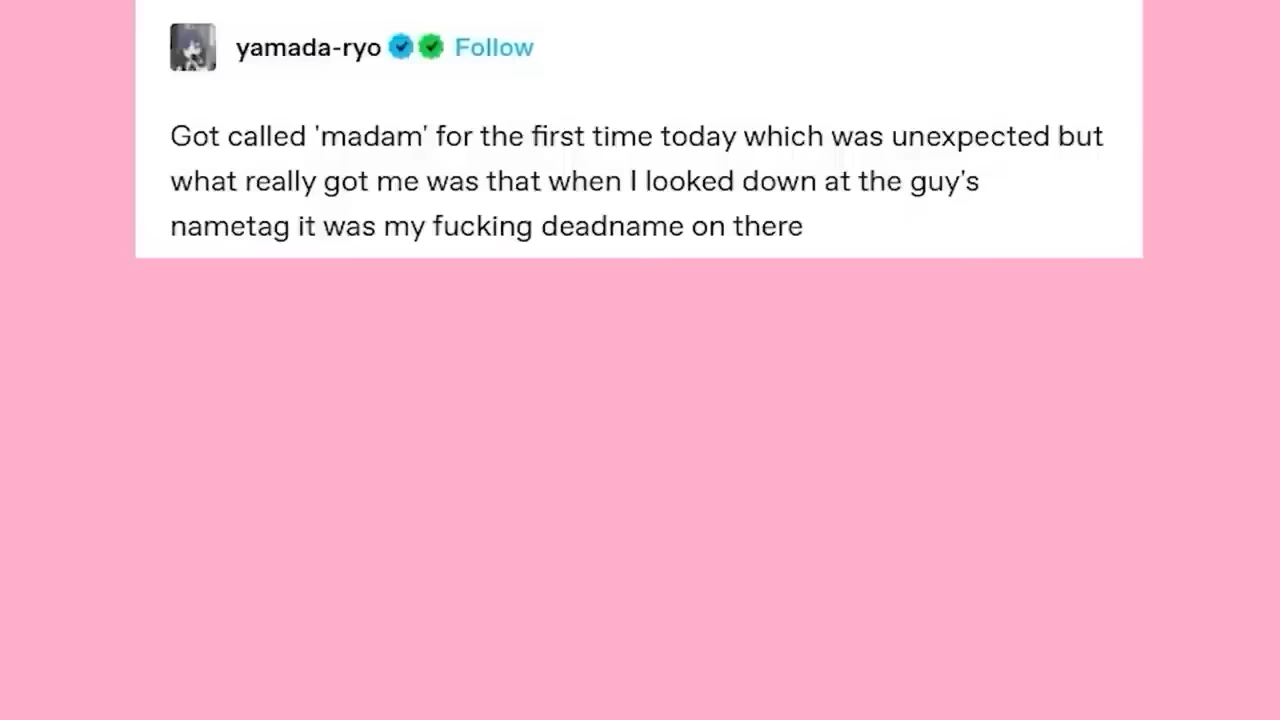 yamada-ryo Follow
Got called 'madam' for the first time today which was unexpected but
what really got me was that when I looked down at the guy's
nametag it was my fucking deadname on there